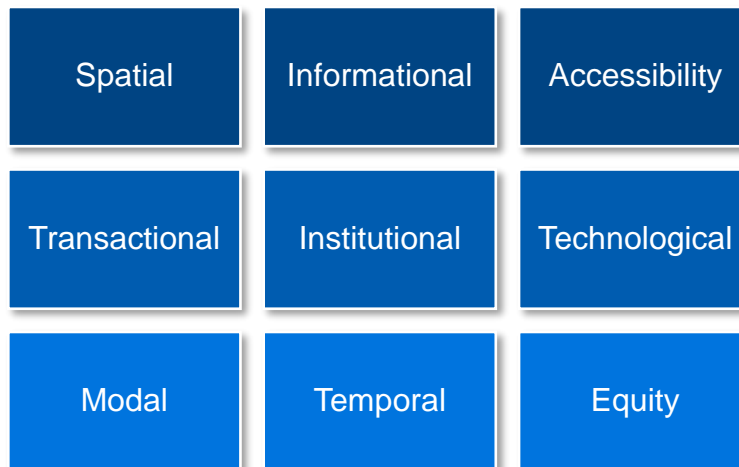 Spatial
Informational
Accessibility
Transactional
Institutional
Technological
Modal
Temporal
Equity